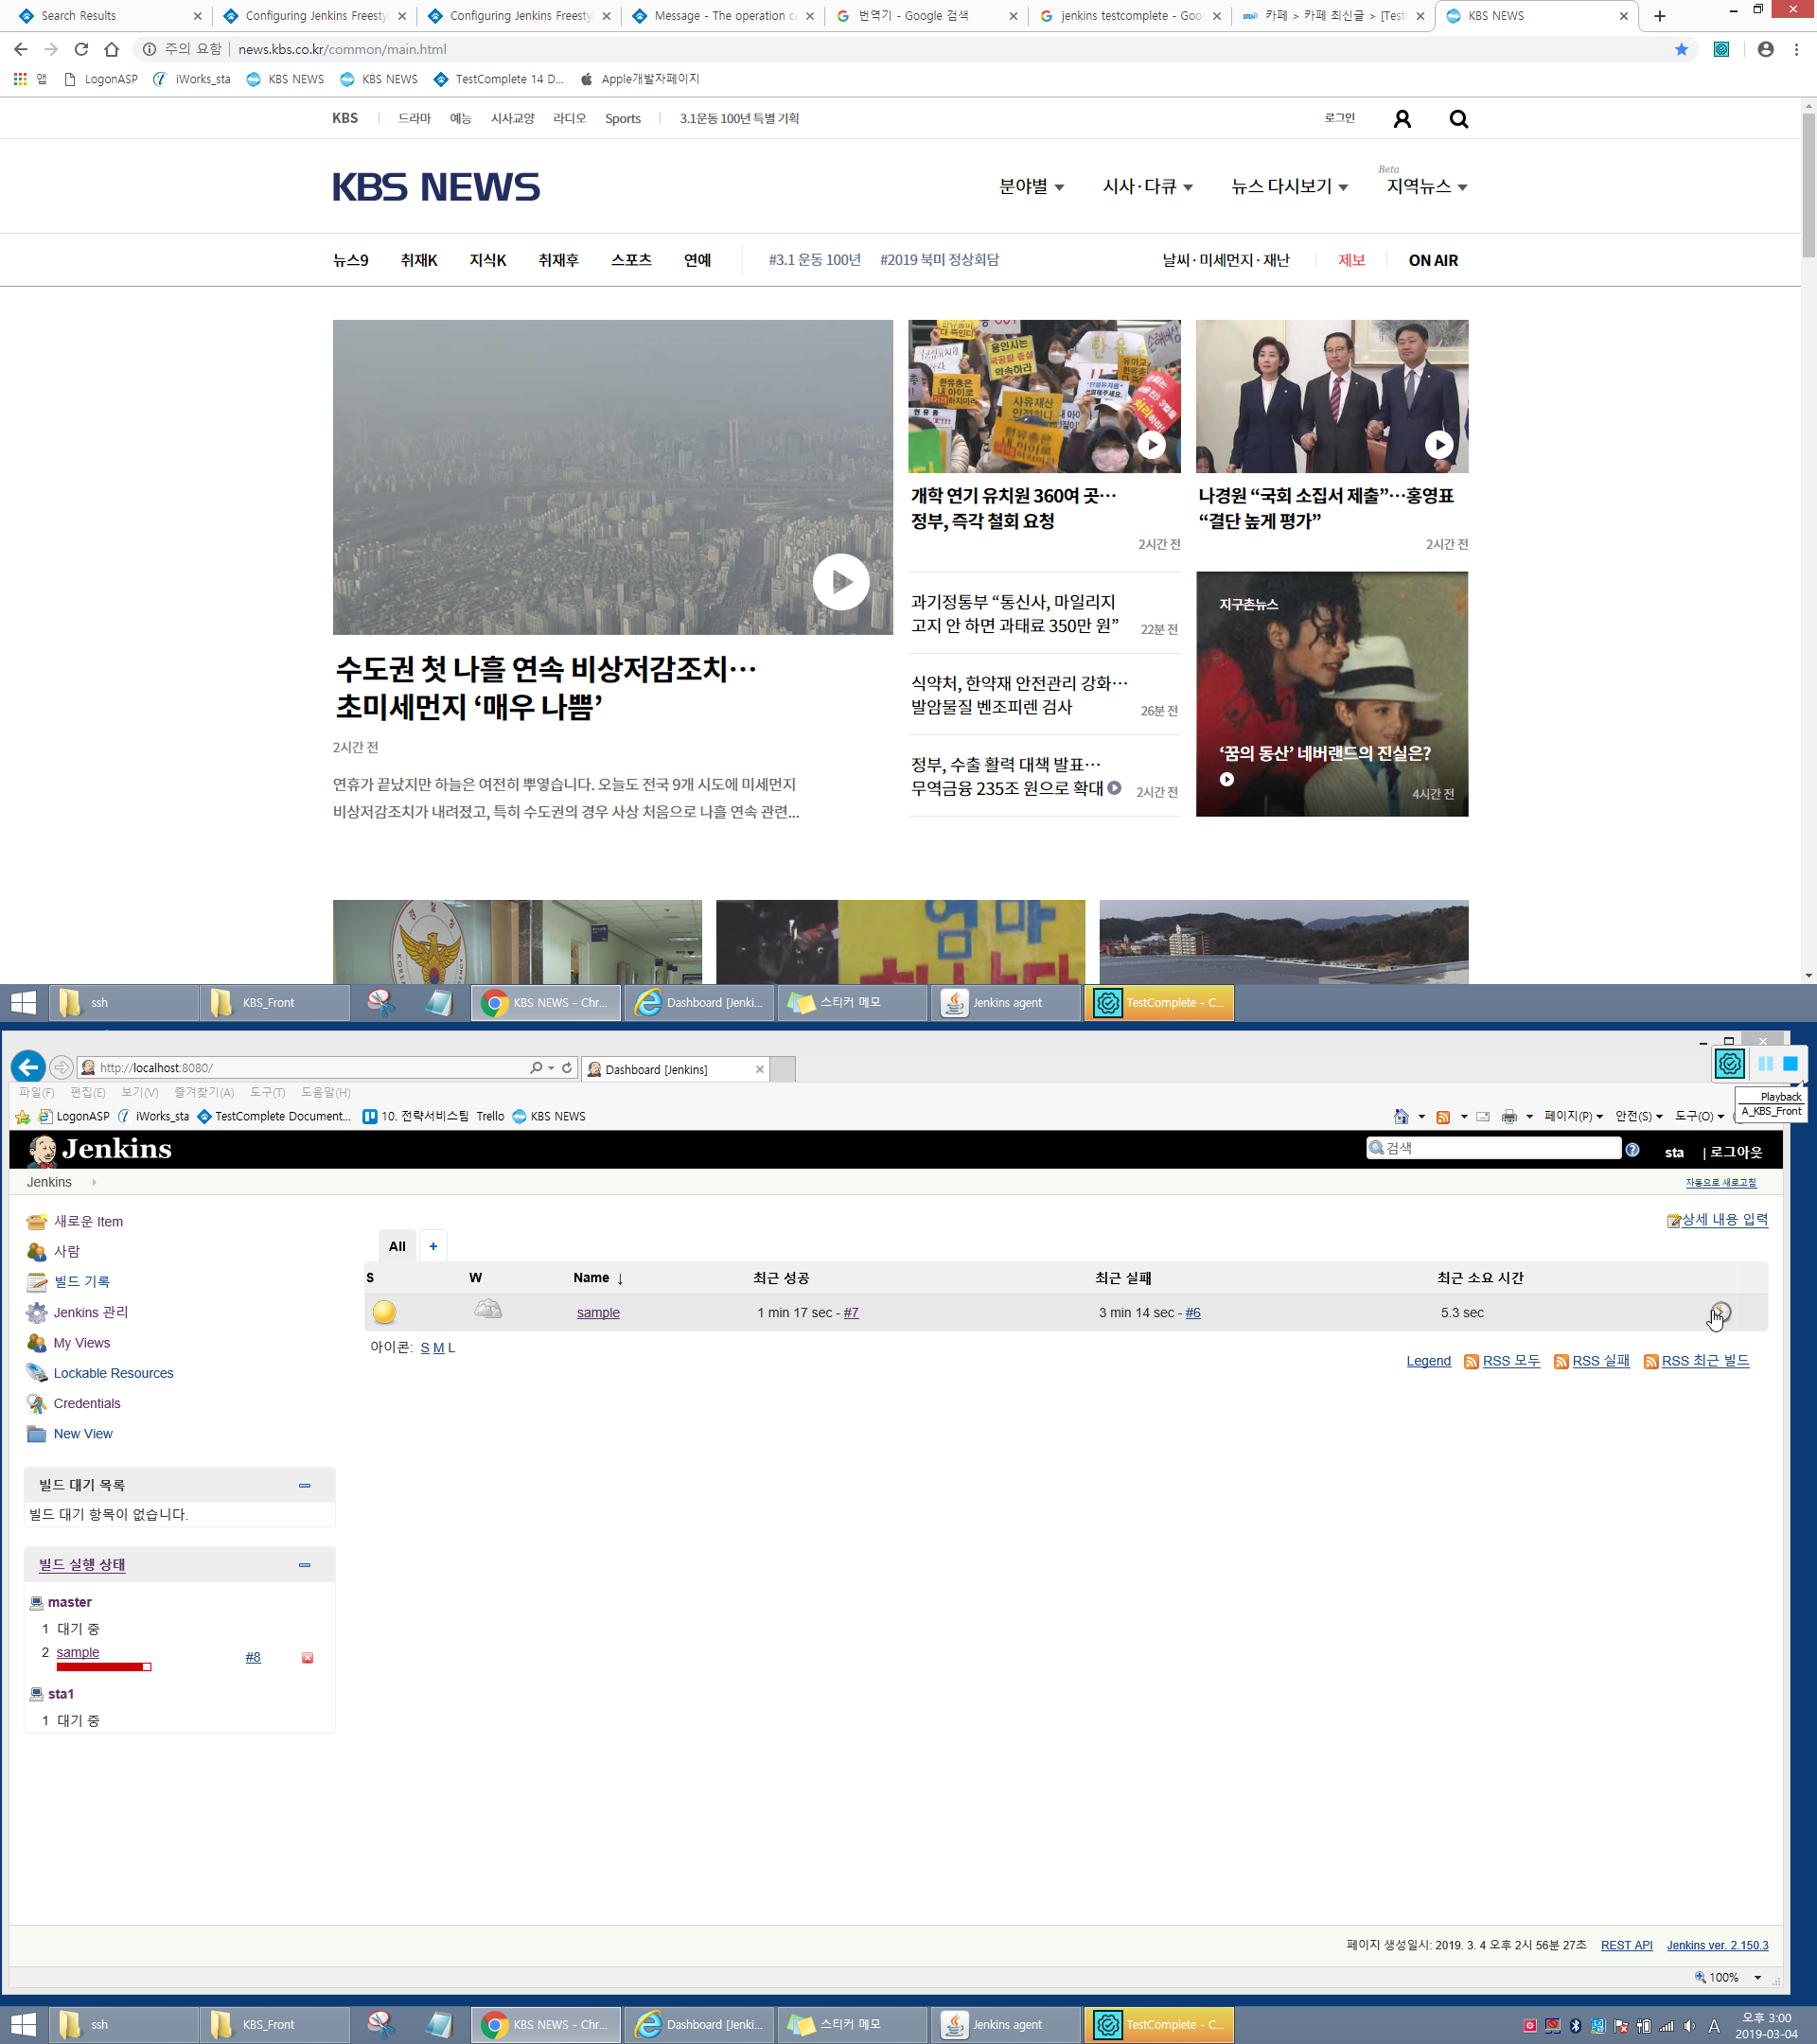 Search Results
Configuring Jenkins Freesty
Configuring Jenkins Freesty
Message - The operation c
번역기 - Google 검색
jenkins testcomplete - Goo
카페 > 카페 최신글 > [Test
KBS NEWS
주의 요함 | news.kbs.co.kr/common/main.html
앱 LogonASP iWorks_sta KBS NEWS KBS NEWS TestComplete 14 D... Apple개발자페이지
KBS 드라마 예능 시사교양 라디오 Sports 3.1운동 100년 특별 기획 로그인
Beta
KBS NEWS 분야별 시사·다큐 뉴스 다시보기 지역뉴스
뉴스9 취재K 지식K 취재후 스포츠 연예 #3.1 운동 100년 #2019 북미 정상회담 날씨·미세먼지·재난 제보 ON AIR
용인시는
국공립 증설
약속하라
한유총은
내 아이로
사유재산
한유총은
수도권 첫 나흘 연속 비상저감조치…
초미세먼지 ‘매우 나쁨’
2시간 전
연휴가 끝났지만 하늘은 여전히 뿌옇습니다. 오늘도 전국 9개 시도에 미세먼지
비상저감조치가 내려졌고, 특히 수도권의 경우 사상 처음으로 나흘 연속 관련...
개학 연기 유치원 360여 곳…
정부, 즉각 철회 요청
2시간 전
나경원 “국회 소집서 제출”…홍영표
“결단 높게 평가”
2시간 전
과기정통부 “통신사, 마일리지
고지 안 하면 과태료 350만 원” 22분 전
식약처, 한약재 안전관리 강화…
발암물질 벤조피렌 검사 26분 전
정부, 수출 활력 대책 발표…
무역금융 235조 원으로 확대 2시간 전
지구촌뉴스
‘꿈의 동산’ 네버랜드의 진실은?
4시간 전
엄마
ssh KBS_Front KBS NEWS - Chr... Dashboard [Jenki... 스티커 메모 Jenkins agent TestComplete - C...
http://localhost:8080/ Dashboard [Jenkins]
파일(F) 편집(E) 보기(V) 즐겨찾기(A) 도구(T) 도움말(H)
Playback
A_KBS_Front
LogonASP iWorks_sta TestComplete Document... 10. 전략서비스팀 Trello KBS NEWS 페이지(P) 안전(S) 도구(O)
Jenkins 검색 sta | 로그아웃
Jenkins 자동으로 새로고침
상세 내용 입력
새로운 Item
사람
빌드 기록
Jenkins 관리
My Views
Lockable Resources
Credentials
New View
All +
S W Name ↓ 최근 성공 최근 실패 최근 소요 시간
sample 1 min 17 sec - #7 3 min 14 sec - #6 5.3 sec
아이콘: S M L
Legend RSS 모두 RSS 실패 RSS 최근 빌드
빌드 대기 목록
빌드 대기 항목이 없습니다.
빌드 실행 상태
master
1 대기 중
2 sample #8
sta1
1 대기 중
페이지 생성일시: 2019. 3. 4 오후 2시 56분 27초 REST API Jenkins ver. 2.150.3
100%
ssh KBS_Front KBS NEWS - Chr... Dashboard [Jenki... 스티커 메모 Jenkins agent TestComplete - C...
A 오후 3:00
2019-03-04